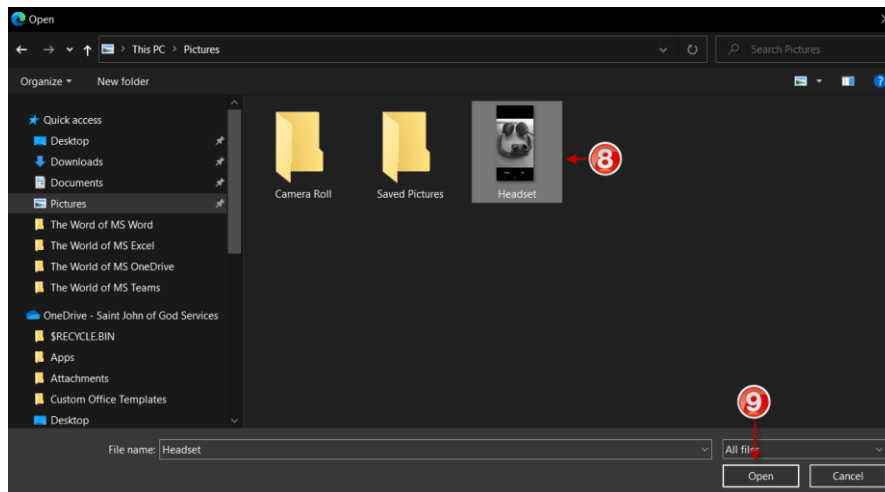 Open
This PC > Pictures
Search Pictures
Organize
New folder
Quick access
Desktop
Downloads
Documents
Pictures
The Word of MS Word
The World of MS Excel
The World of MS OneDrive
The World of MS Teams
OneDrive - Saint John of God Services
$RECYCLE.BIN
Apps
Attachments
Custom Office Templates
Desktop
Camera Roll
Saved Pictures
Headset
8
9
File name: Headset
All files
Open
Cancel